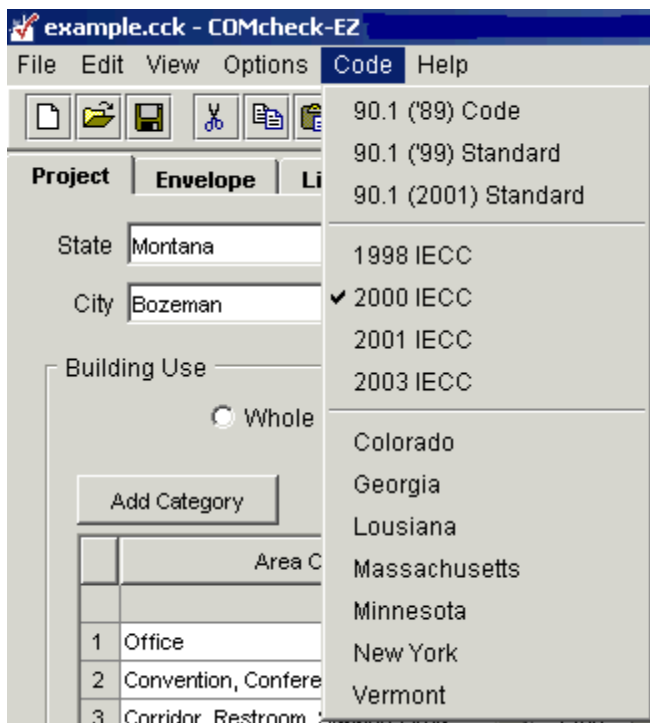 example.cck - COMcheck-EZ
File Edit View Options Code Help
90.1 ('89) Code
90.1 ('99) Standard
90.1 (2001) Standard
1998 IECC
2000 IECC
2001 IECC
2003 IECC
Colorado
Georgia
Lousiana
Massachusetts
Minnesota
New York
Vermont
Project Envelope Li
State Montana
City Bozeman
Building Use
Whole
Add Category
Area C
1 Office
2 Convention, Confere
3 Corridor, Restroom,